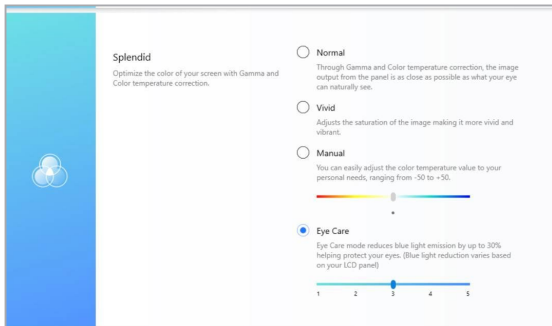 Splendid
Optimize the color of your screen with Gamma and
Color temperature correction.
Normal
Through Gamma and Color temperature correction, the image
output from the panel is as close as possible as what your eye
can naturally see.
Vivid
Adjusts the saturation of the image making it more vivid and
vibrant.
Manual
You can easily adjust the color temperature value to your
personal needs, ranging from -50 to +50.
Eye Care
Eye Care mode reduces blue light emission by up to 30%
helping protect your eyes. (Blue light reduction varies based
on your LCD panel)
1 2 3 4 5